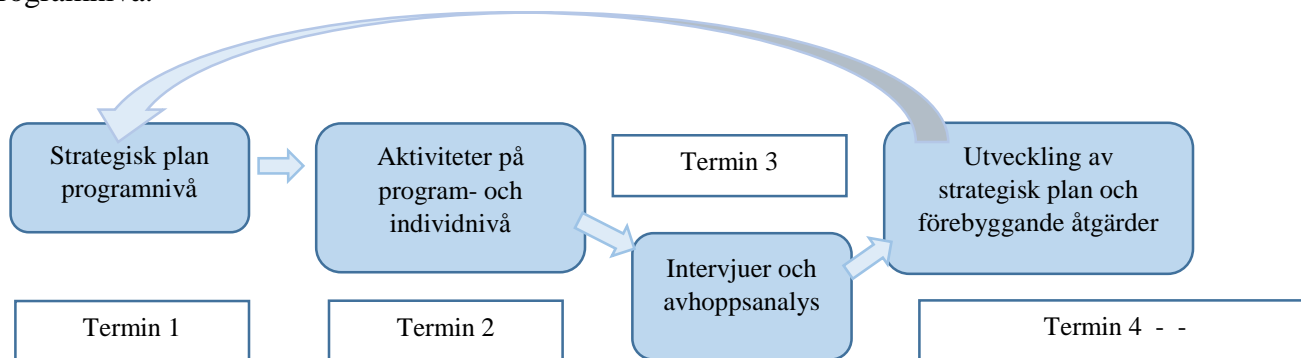 Strategisk plan
programnivå
Aktiviteter på
program- och
individnivå
Termin 3
Utveckling av
strategisk plan och
förebyggande åtgärder
Intervjuer och
avhoppsanalys
Termin 1
Termin 2
Termin 4 - -